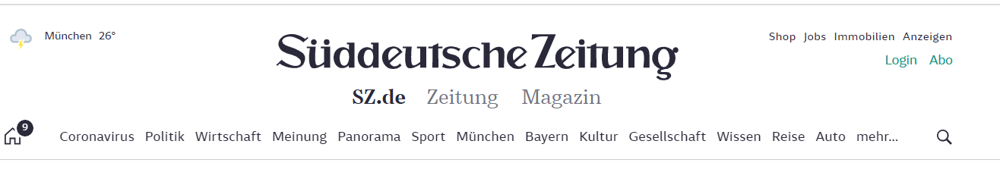 München 26°
Shop Jobs Immobilien Anzeigen
Süddeutsche Zeitung
Login Abo
SZ.de Zeitung Magazin
9
Coronavirus Politik Wirtschaft Meinung Panorama Sport München Bayern Kultur Gesellschaft Wissen Reise Auto mehr...